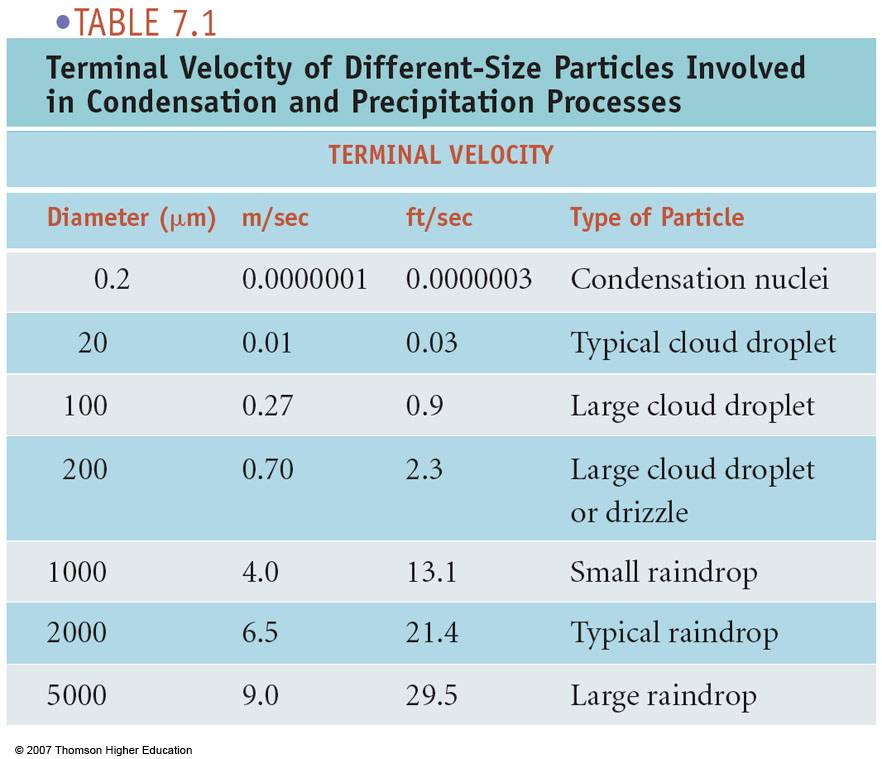 •TABLE 7.1
Terminal Velocity of Different-Size Particles Involved
in Condensation and Precipitation Processes
TERMINAL VELOCITY
Diameter (μm) m/sec ft/sec Type of Particle
0.2 0.0000001 0.0000003 Condensation nuclei
20 0.01 0.03 Typical cloud droplet
100 0.27 0.9 Large cloud droplet
200 0.70 2.3 Large cloud droplet
or drizzle
1000 4.0 13.1 Small raindrop
2000 6.5 21.4 Typical raindrop
5000 9.0 29.5 Large raindrop
© 2007 Thomson Higher Education